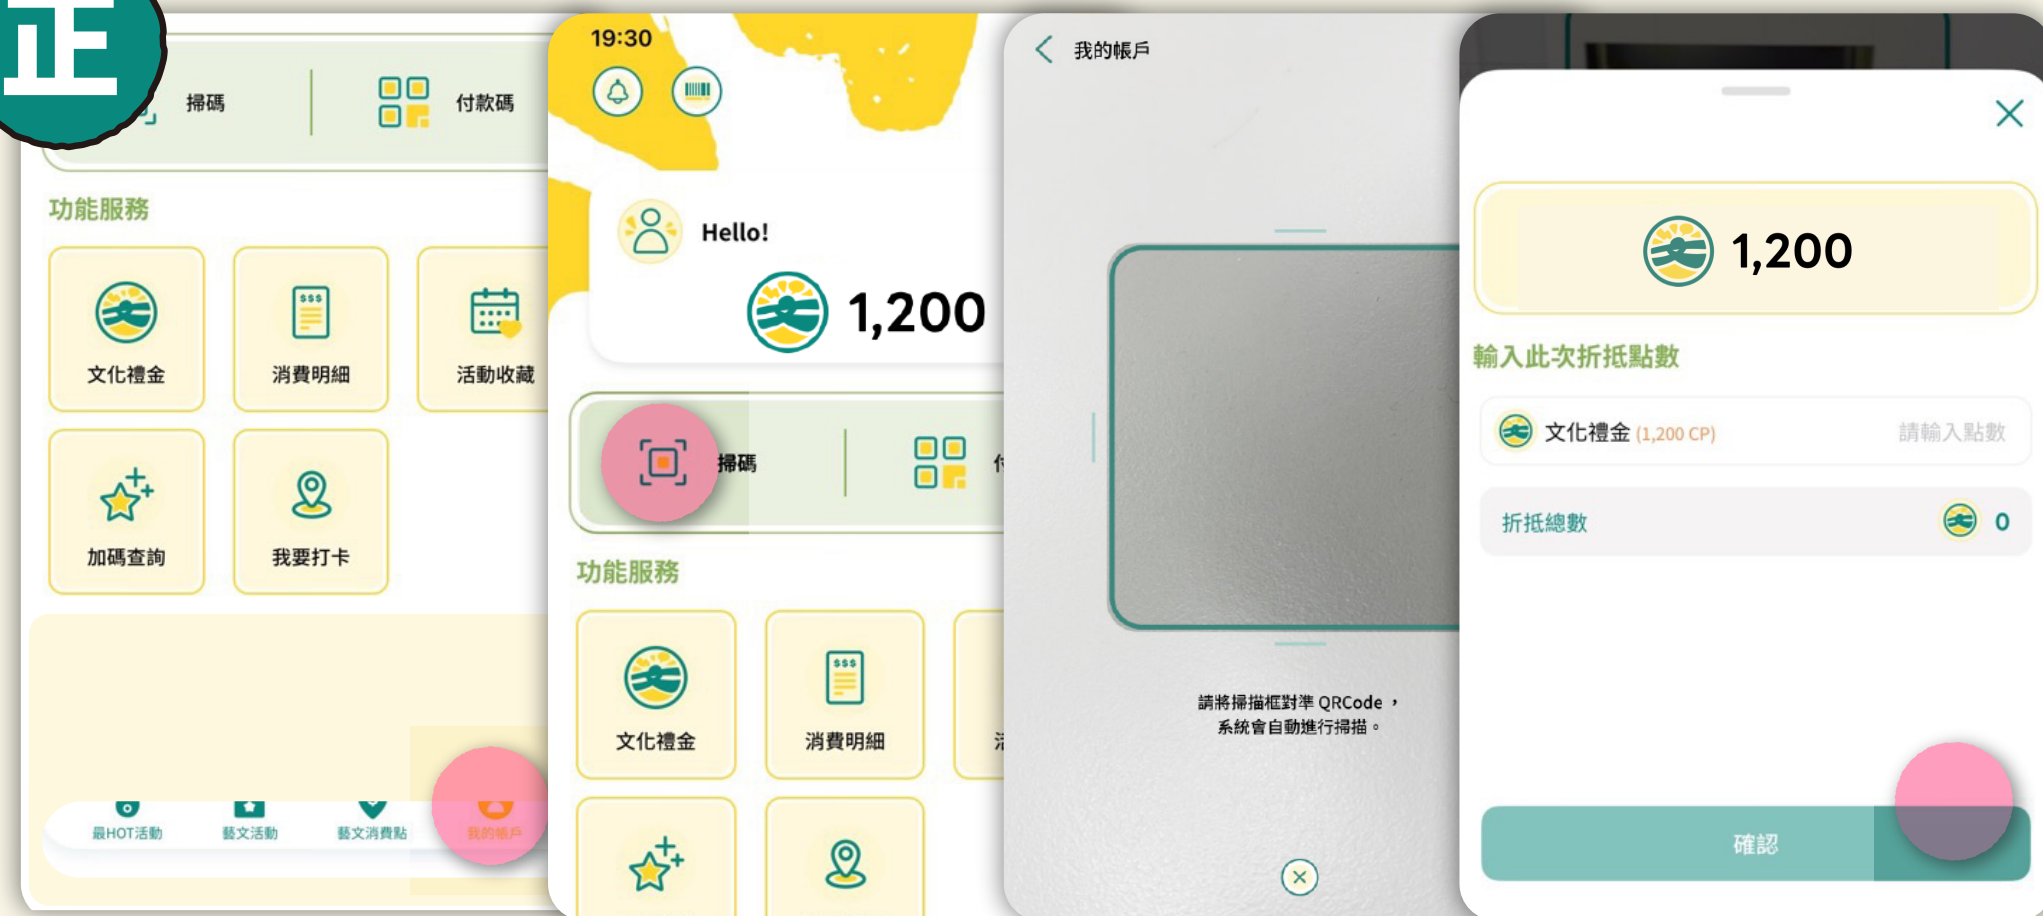 正
掃碼
付款碼
功能服務
文化禮金
消費明細
活動收藏
加碼查詢
我要打卡
最HOT活動
藝文活動
藝文消費點
我的帳戶
19:30
Hello!
1,200
掃碼
功能服務
文化禮金
$$$
消費明細
我的帳戶
請將掃描框對準 QRCode ，
系統會自動進行掃描。
1,200
輸入此次折抵點數
文化禮金 (1,200 CP)
請輸入點數
折抵總數
0
確認